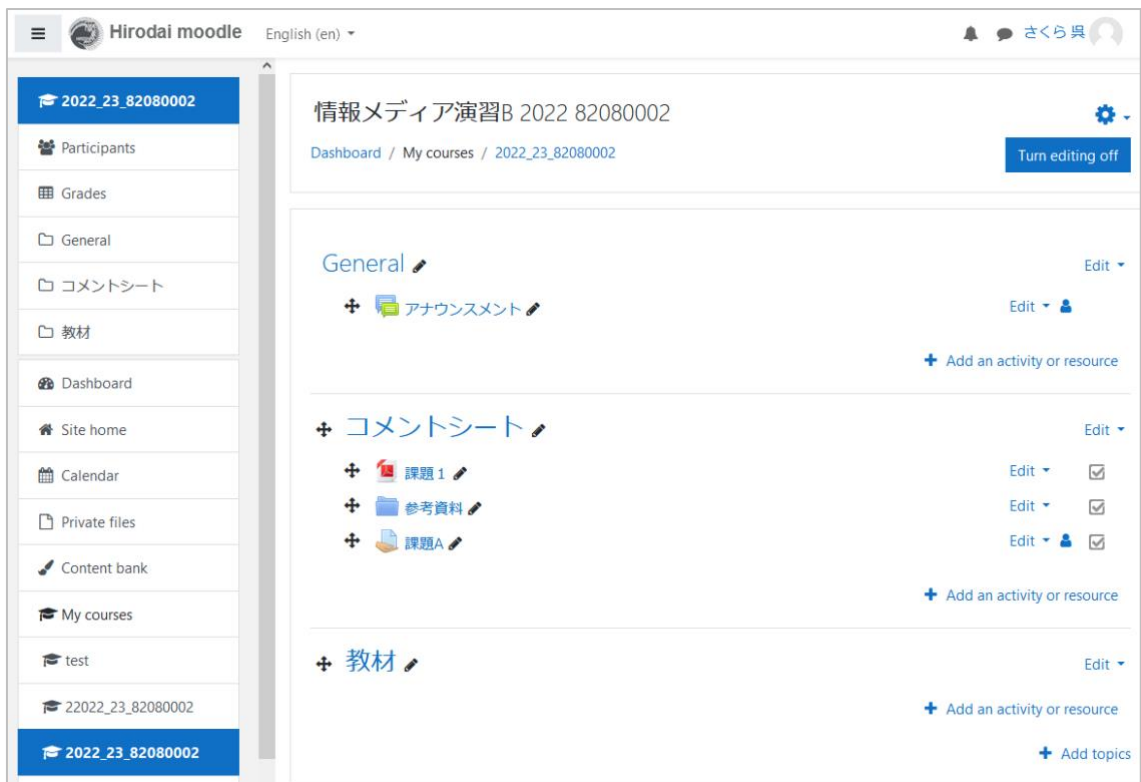 Hirodai moodle English (en)
さくら 呉
2022_23_82080002
Participants
Grades
General
コメントシート
教材
Dashboard
Site home
Calendar
Private files
Content bank
My courses
test
22022_23_82080002
2022_23_82080002
情報メディア演習B 2022 82080002
Dashboard / My courses / 2022_23_82080002
Turn editing off
General Edit
アナウンスメント Edit
Add an activity or resource
コメントシート Edit
課題1 Edit
参考資料 Edit
課題A Edit
Add an activity or resource
教材 Edit
Add an activity or resource
Add topics